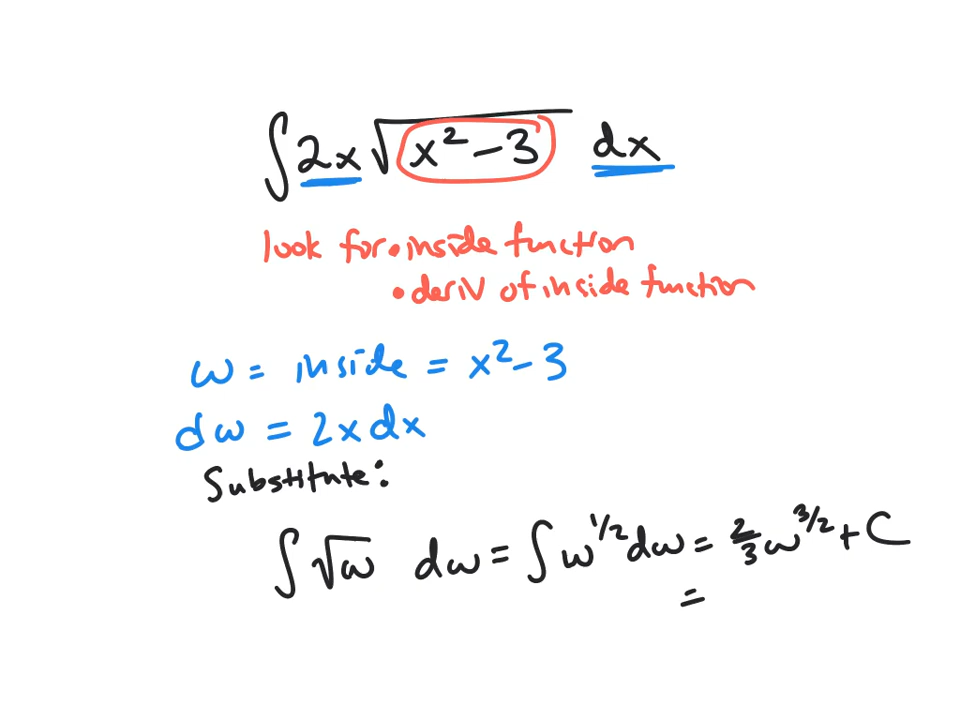 ∫ 2x √(x² − 3) dx
look for • inside function
• deriv of inside function
w = inside = x² − 3
dw = 2x dx
Substitute:
∫ √w dw = ∫ w^(1/2) dw = 2/3 w^(3/2) + C
=